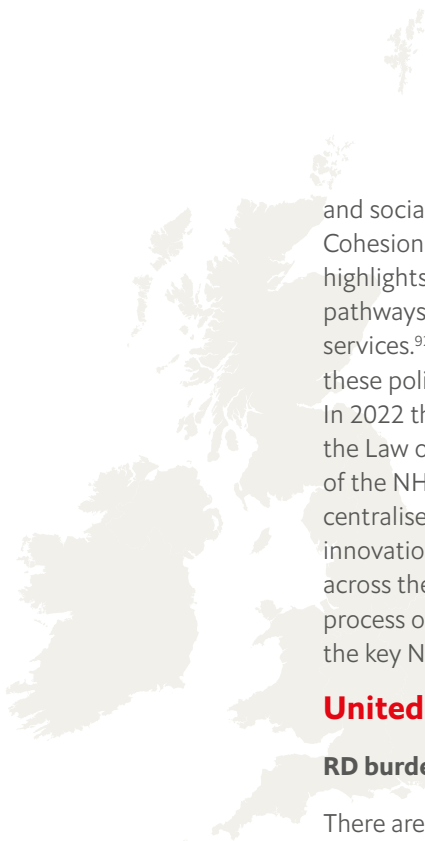 and socia
Cohesion
highlights
pathways
services.⁹³
these poli
In 2022 th
the Law o
of the NH
centralise
innovatio
across the
process o
the key N
United
RD burde
There are